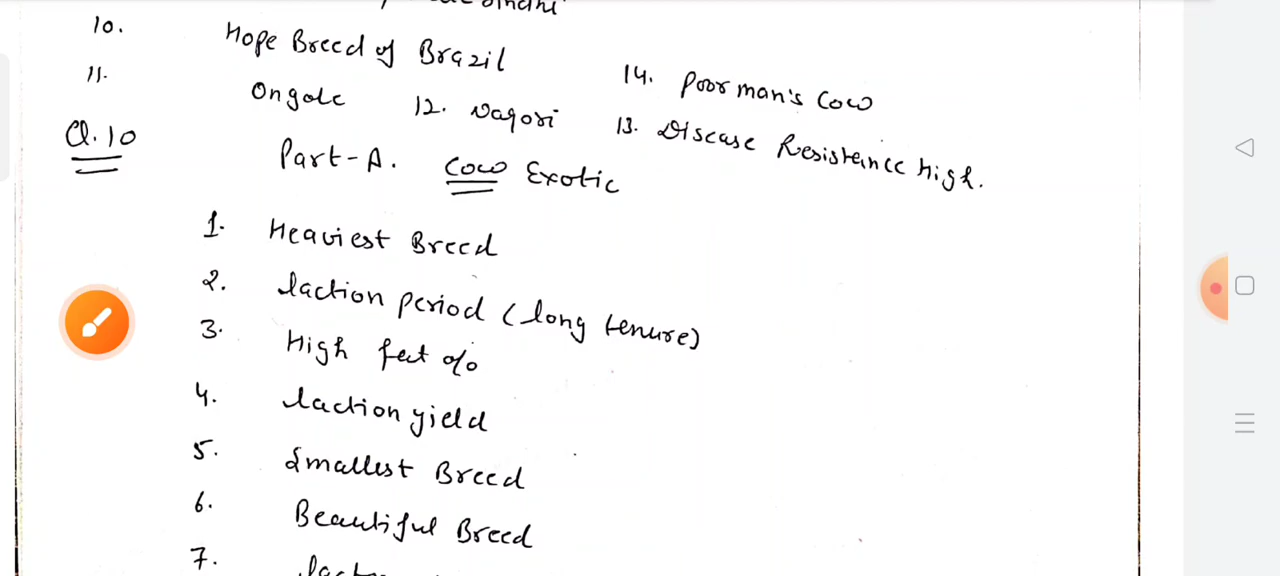 10. Hope Breed of Brazil
11. Ongole 12. Nagori 14. Poor man's Cow
13. Disease Resisteince high.
Q.10 Part-A. Cow Exotic
1. Heaviest Breed
2. laction period (long tenure)
3. High fat %
4. laction yield
5. Smallest Breed
6. Beautiful Breed
7.